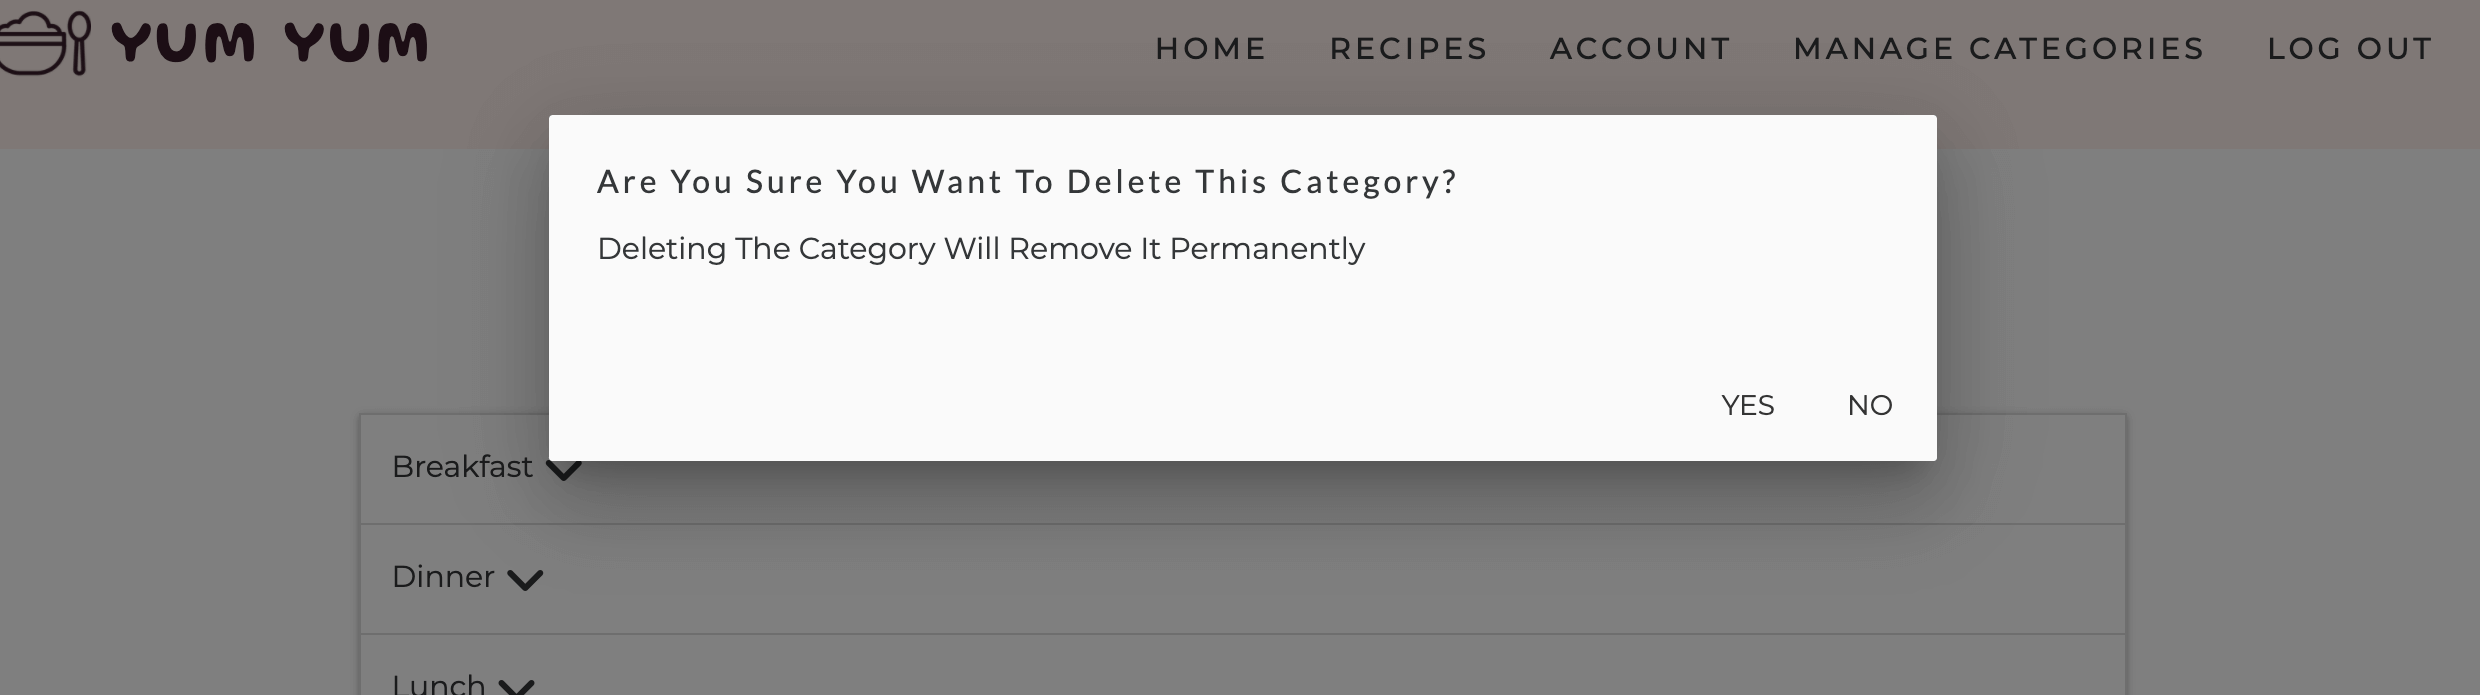 YUM YUM
HOME RECIPES ACCOUNT MANAGE CATEGORIES LOG OUT
Are You Sure You Want To Delete This Category?
Deleting The Category Will Remove It Permanently
YES NO
Breakfast
Dinner
Lunch